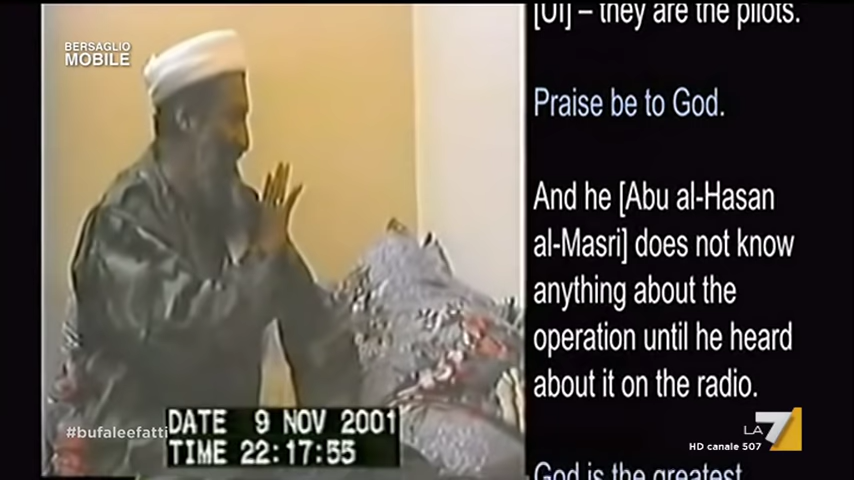 BERSAGLIO
MOBILE
[UI] – they are the pilots.
Praise be to God.
And he [Abu al-Hasan
al-Masri] does not know
anything about the
operation until he heard
about it on the radio.
God is the greatest
#bufaleefatti
DATE 9 NOV 2001
TIME 22:17:55
LA7
HD canale 507